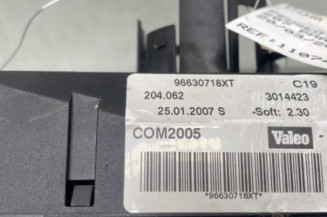 96630718XT C19
204.062 3014423
25.01.2007 S -Soft: 2.30
COM2005 Valeo
*96630718XT*